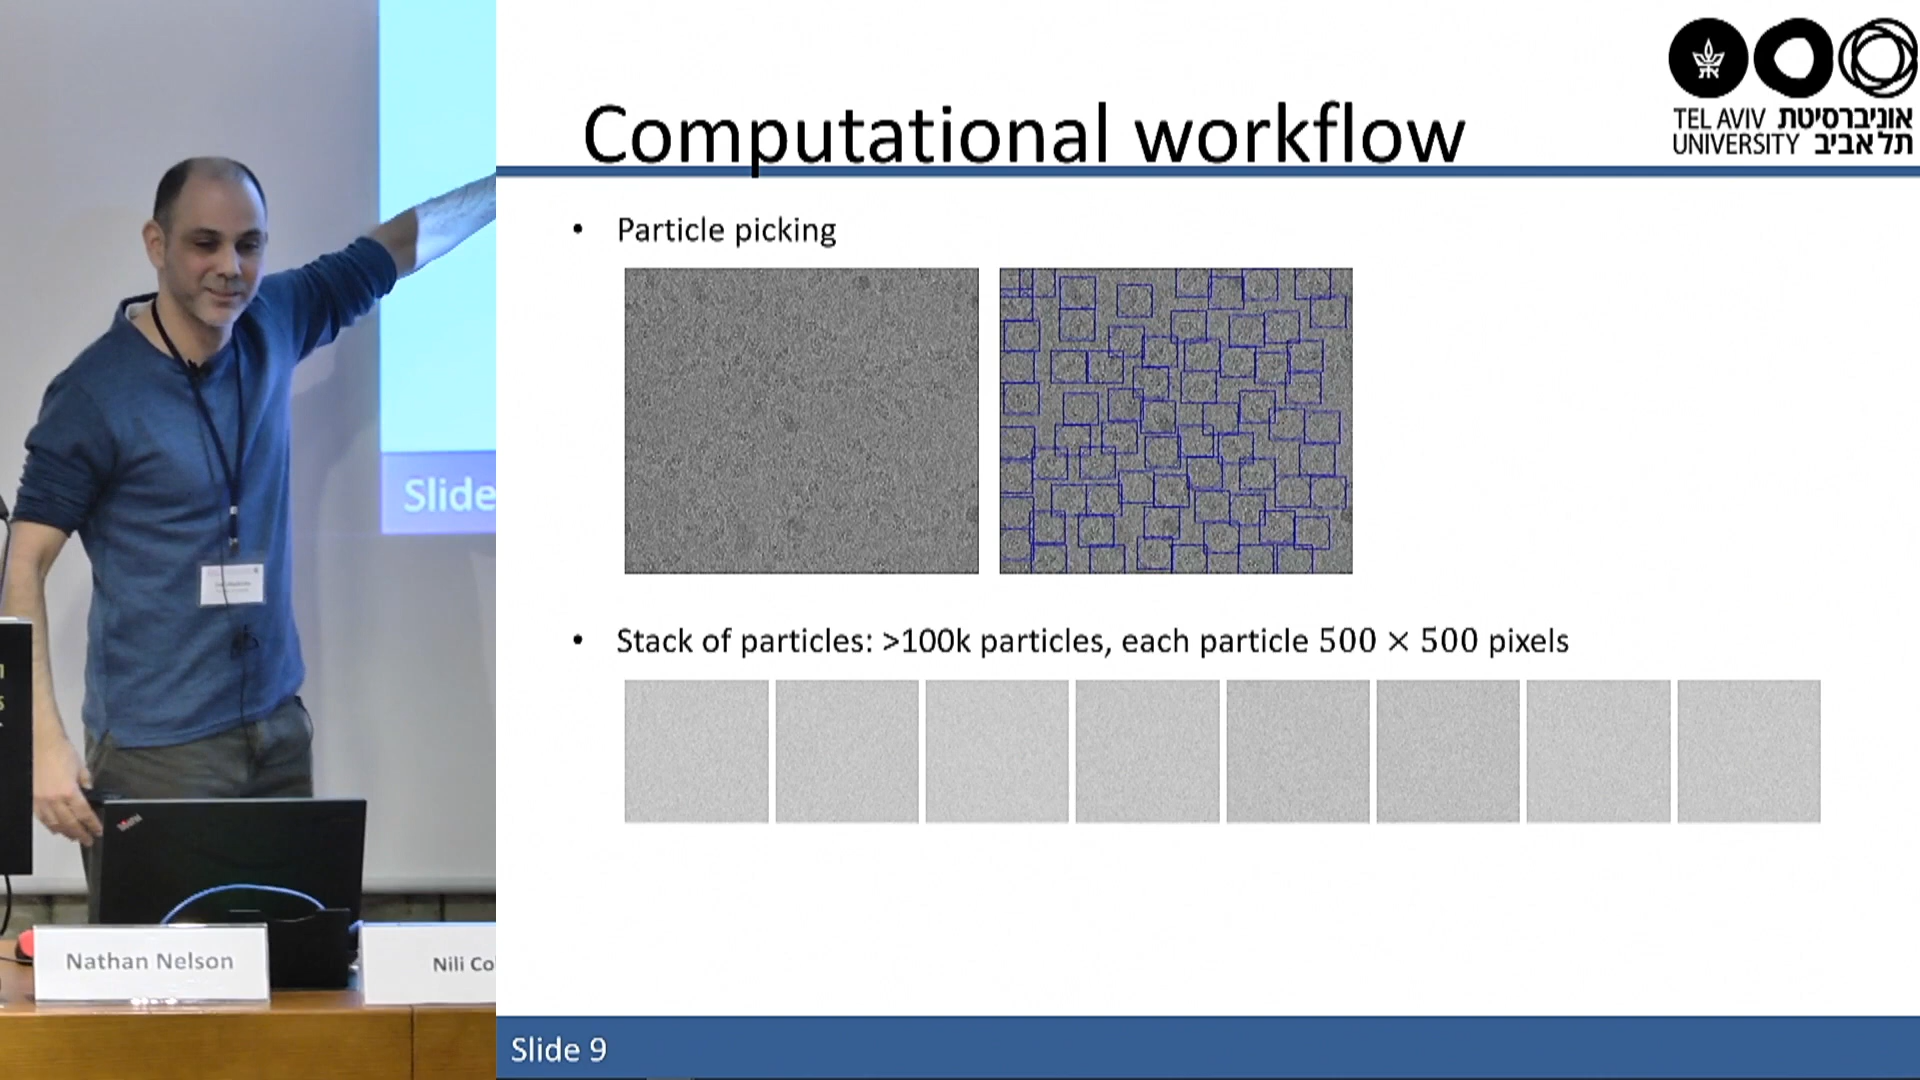 Computational workflow
TEL AVIV אוניברסיטת
UNIVERSITY תל אביב
• Particle picking
• Stack of particles: >100k particles, each particle 500 × 500 pixels
Slide 9
Slide
Nathan Nelson
Nili Co